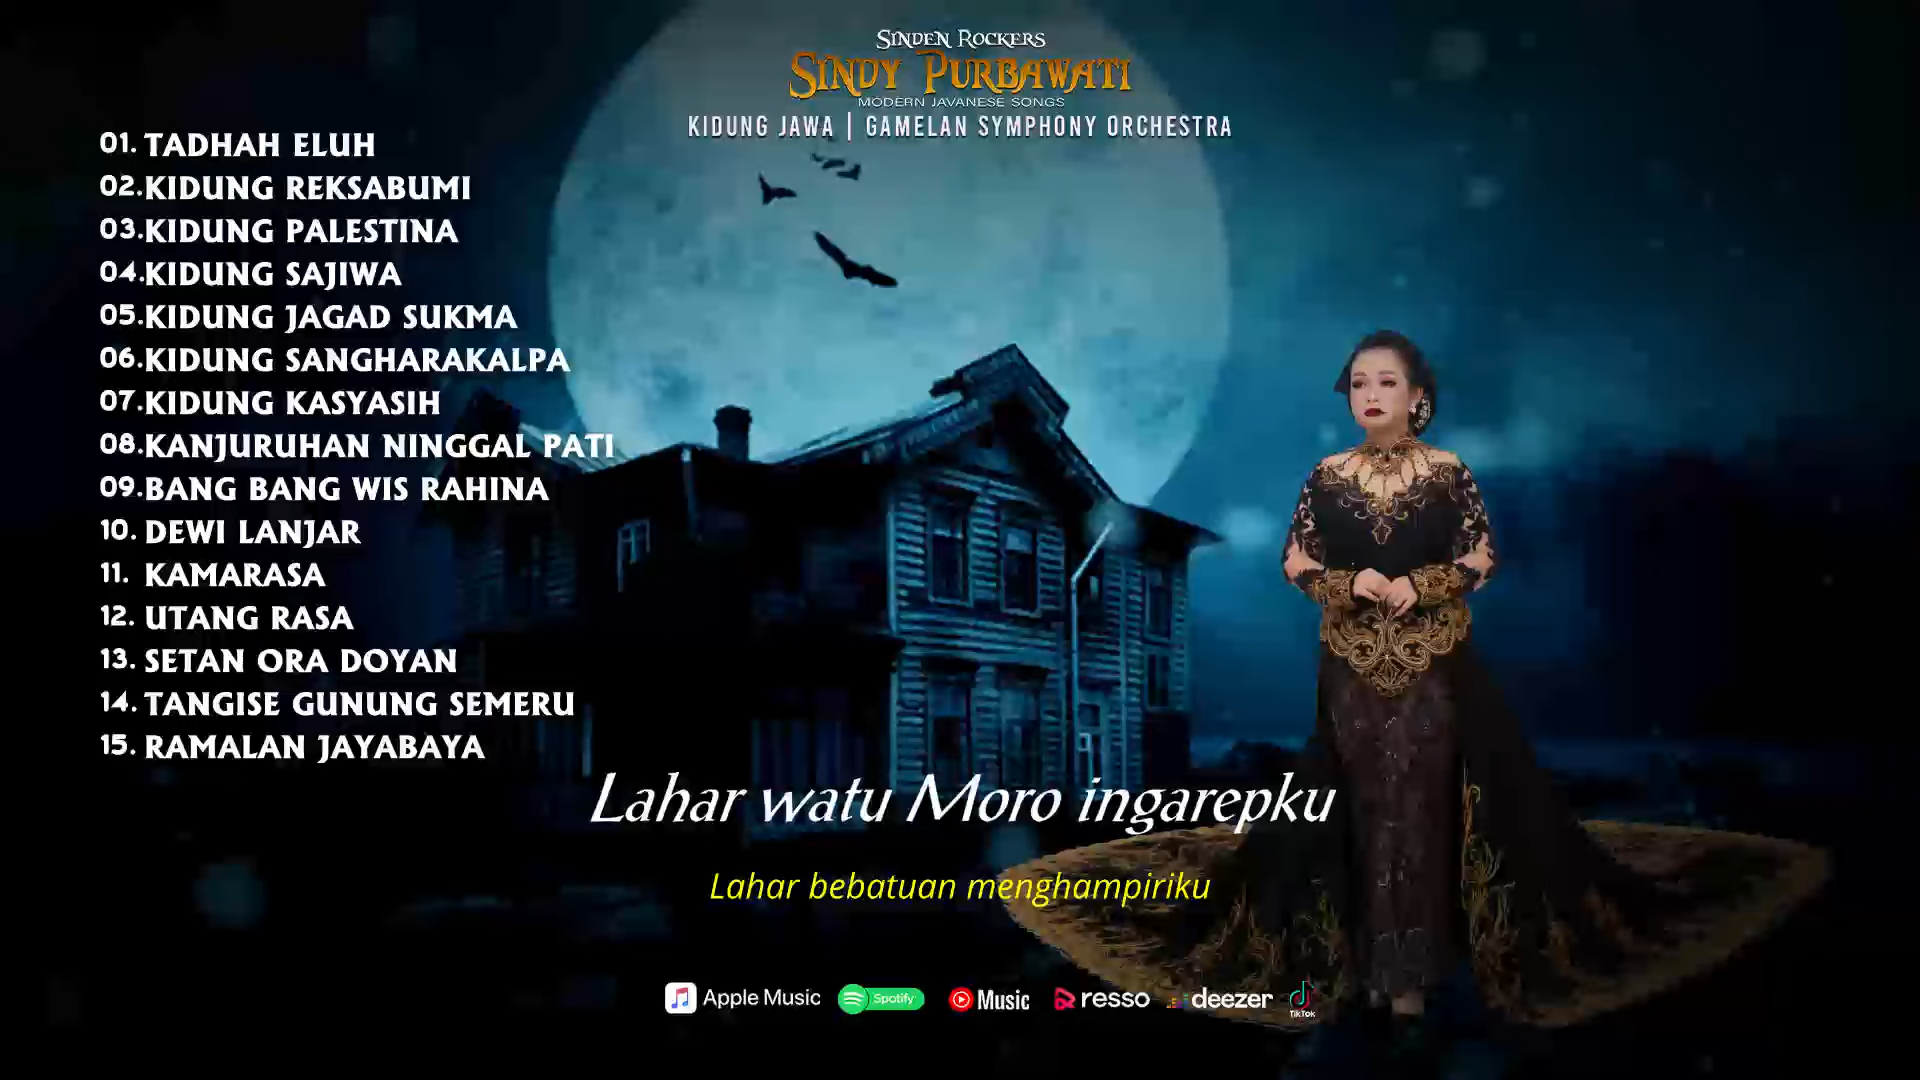 SINDEN ROCKERS
SINDY PURBAWATI
MODERN JAVANESE SONGS
KIDUNG JAWA | GAMELAN SYMPHONY ORCHESTRA
01. TADHAH ELUH
02.KIDUNG REKSABUMI
03.KIDUNG PALESTINA
04.KIDUNG SAJIWA
05.KIDUNG JAGAD SUKMA
06.KIDUNG SANGHARAKALPA
07.KIDUNG KASYASIH
08.KANJURUHAN NINGGAL PATI
09.BANG BANG WIS RAHINA
10. DEWI LANJAR
11. KAMARASA
12. UTANG RASA
13. SETAN ORA DOYAN
14. TANGISE GUNUNG SEMERU
15. RAMALAN JAYABAYA
Lahar watu Moro ingarepku
Lahar bebatuan menghampiriku
Apple Music Spotify Music resso deezer TikTok